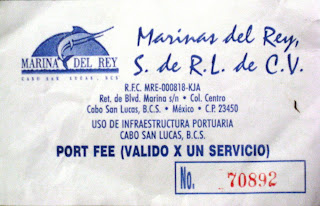 MARINA DEL REY
CABO SAN LUCAS, BCS
Marinas del Rey,
S. de R.L. de C.V.
R.F.C. MRE-000818-KJA
Ret. de Blvd. Marina s/n • Col. Centro
Cabo San Lucas, B.C.S. • México • C.P. 23450
USO DE INFRAESTRUCTURA PORTUARIA
CABO SAN LUCAS, B.C.S.
PORT FEE (VALIDO X UN SERVICIO)
No. 70892